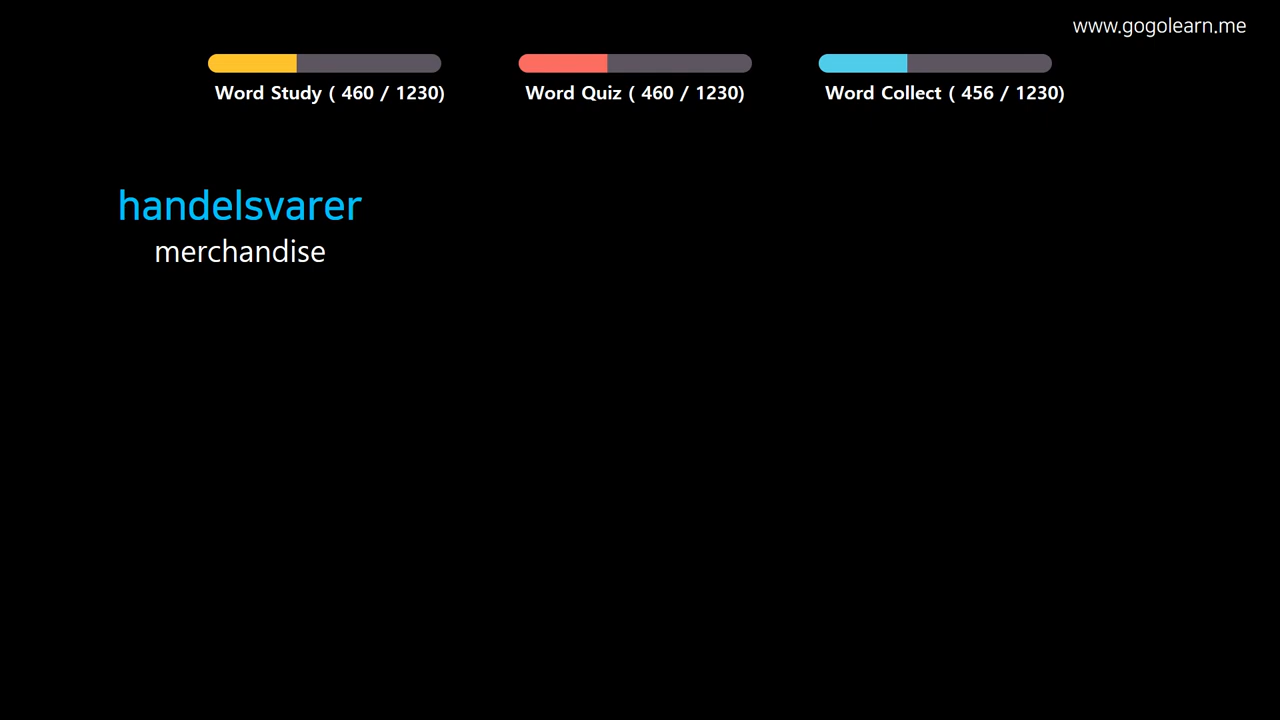 www.gogolearn.me
Word Study ( 460 / 1230)
Word Quiz ( 460 / 1230)
Word Collect ( 456 / 1230)
handelsvarer
merchandise